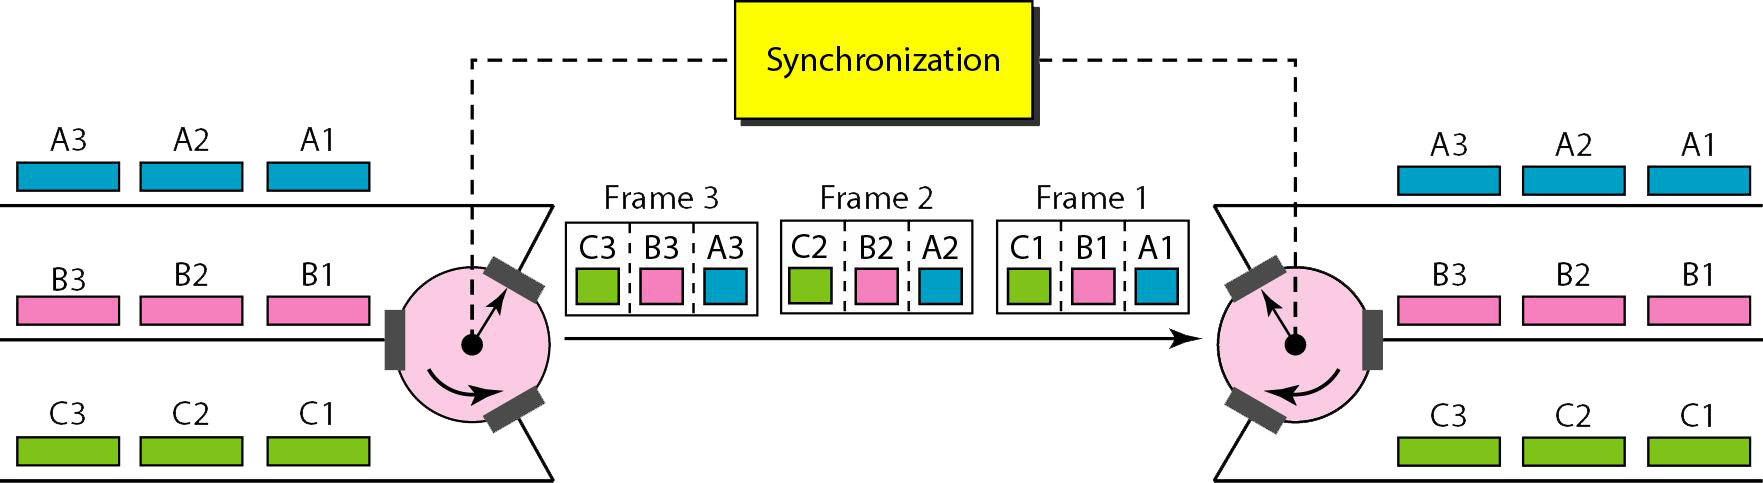 Synchronization
A3 A2 A1
A3 A2 A1
Frame 3 Frame 2 Frame 1
C3 B3 A3 C2 B2 A2 C1 B1 A1
B3 B2 B1
B3 B2 B1
C3 C2 C1
C3 C2 C1